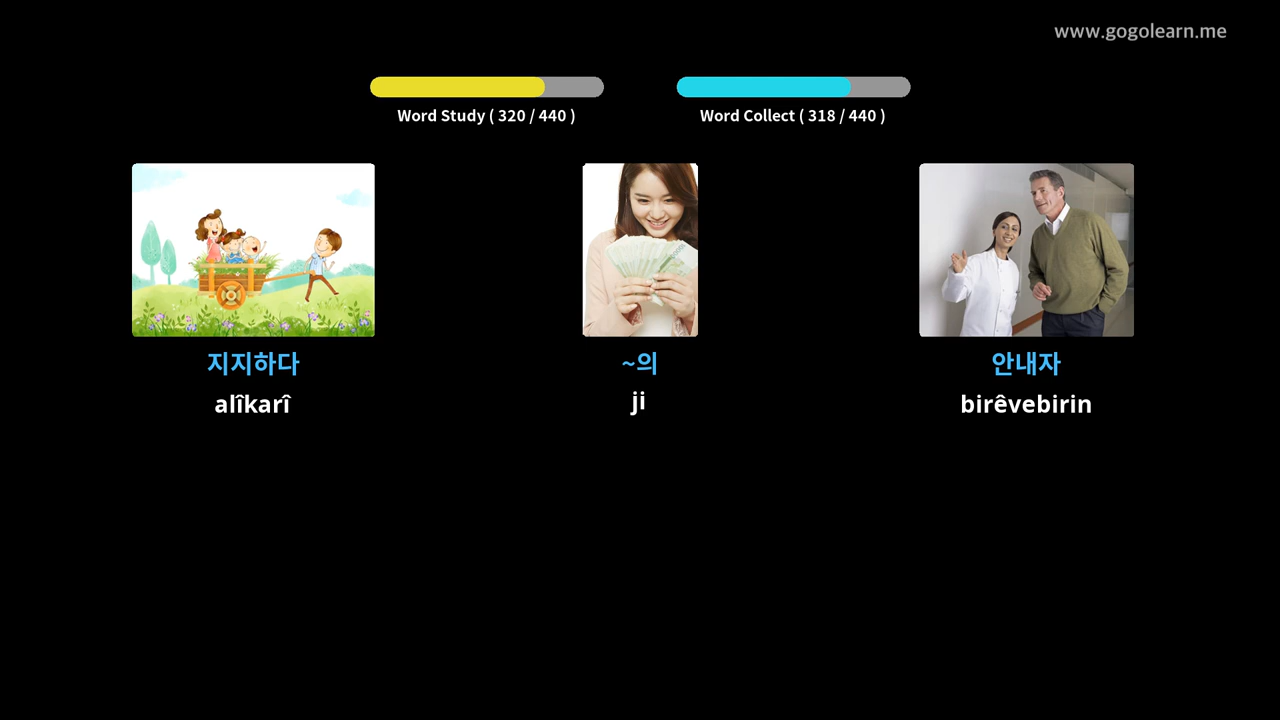 www.gogolearn.me
Word Study ( 320 / 440 )
Word Collect ( 318 / 440 )
지지하다
~의
안내자
alîkarî
ji
birêvebirin